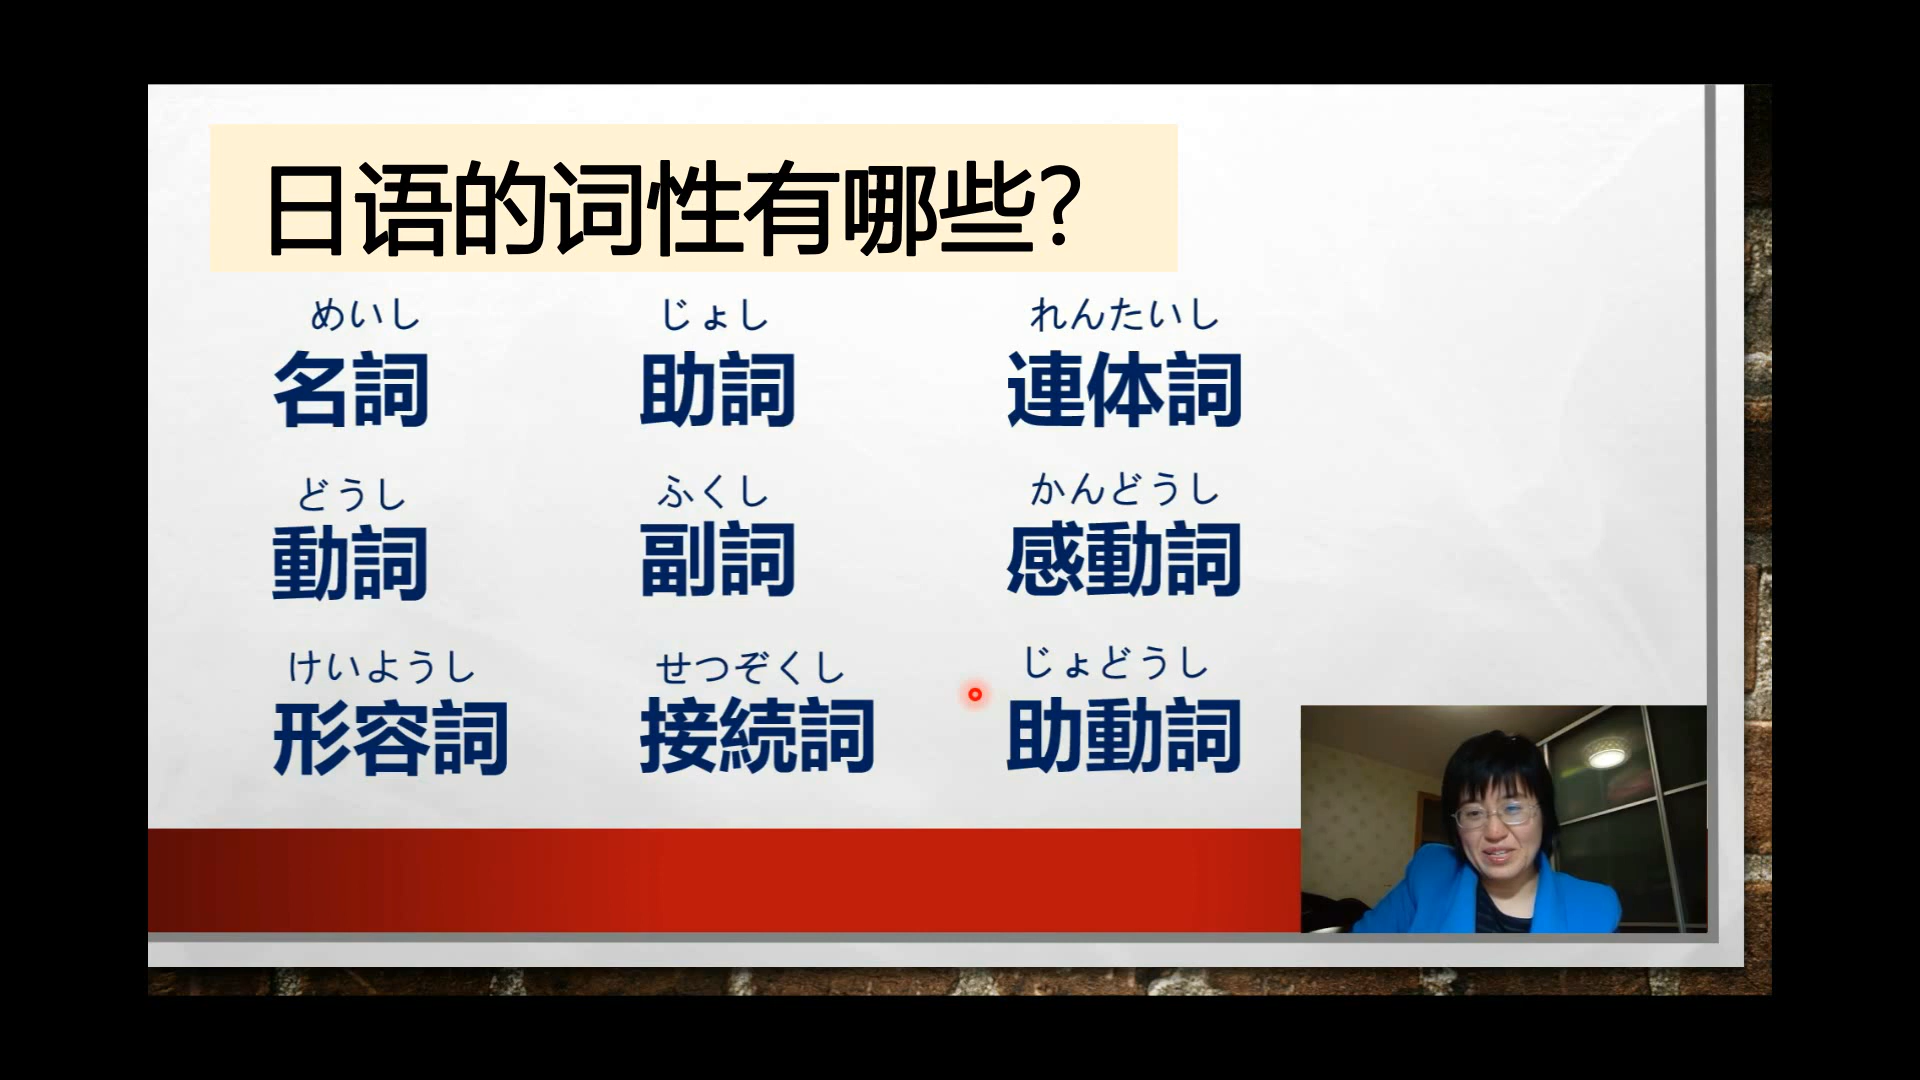 日语的词性有哪些?
めいし じょし れんたいし
名詞 助詞 連体詞
どうし ふくし かんどうし
動詞 副詞 感動詞
けいようし せつぞくし じょどうし
形容詞 接続詞 助動詞